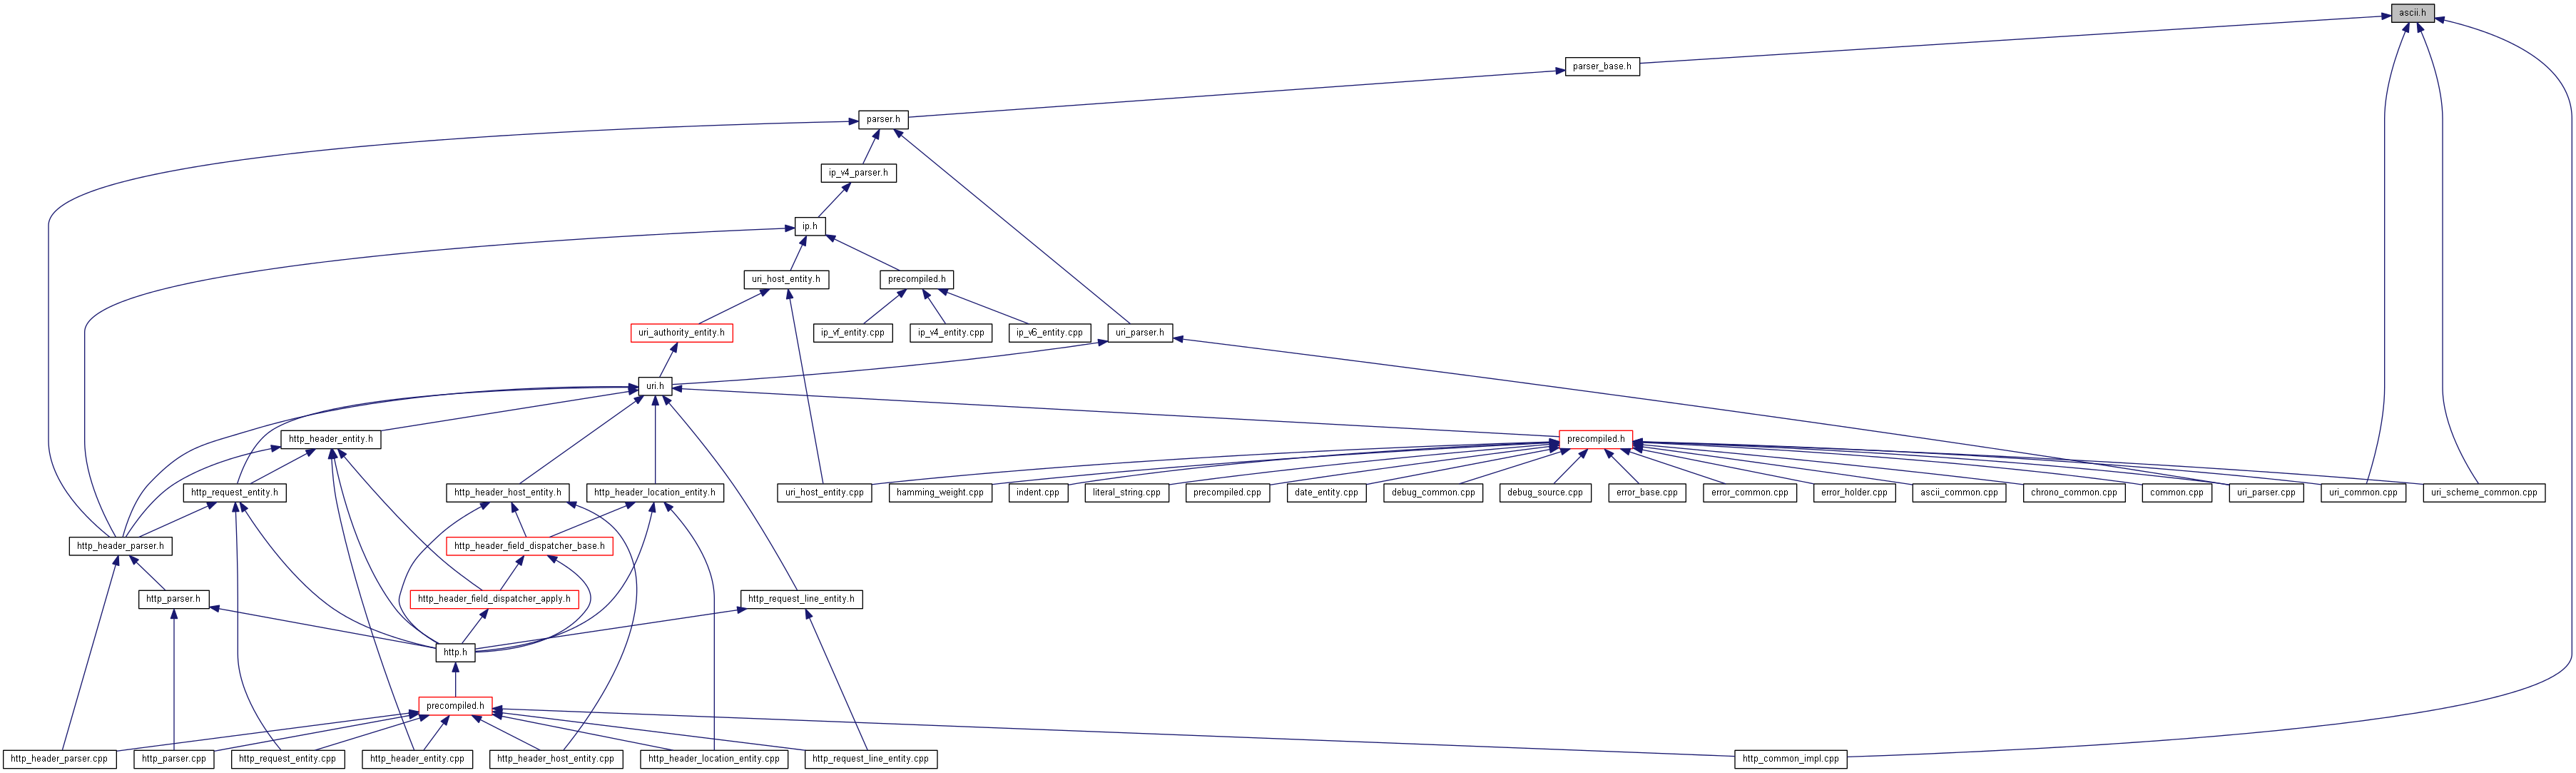 ascii.h
parser_base.h
parser.h
ip_v4_parser.h
ip.h
uri_host_entity.h
precompiled.h
uri_authority_entity.h
ip_vf_entity.cpp
ip_v4_entity.cpp
ip_v6_entity.cpp
uri_parser.h
uri.h
http_header_entity.h
precompiled.h
http_request_entity.h
http_header_host_entity.h
http_header_location_entity.h
uri_host_entity.cpp
hamming_weight.cpp
indent.cpp
literal_string.cpp
precompiled.cpp
date_entity.cpp
debug_common.cpp
debug_source.cpp
error_base.cpp
error_common.cpp
error_holder.cpp
ascii_common.cpp
chrono_common.cpp
common.cpp
uri_parser.cpp
uri_common.cpp
uri_scheme_common.cpp
http_header_parser.h
http_header_field_dispatcher_base.h
http_parser.h
http_header_field_dispatcher_apply.h
http_request_line_entity.h
http.h
precompiled.h
http_header_parser.cpp
http_parser.cpp
http_request_entity.cpp
http_header_entity.cpp
http_header_host_entity.cpp
http_header_location_entity.cpp
http_request_line_entity.cpp
http_common_impl.cpp